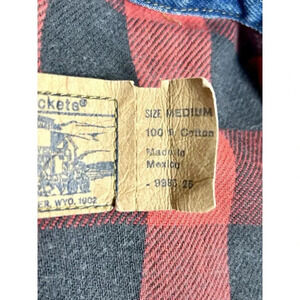 ckets®
ER, WYO. 1902
SIZE MEDIUM
100 % Cotton
Made in
Mexico